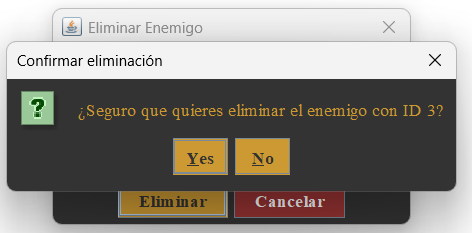 Eliminar Enemigo
Confirmar eliminación
¿Seguro que quieres eliminar el enemigo con ID 3?
Yes No
Eliminar Cancelar